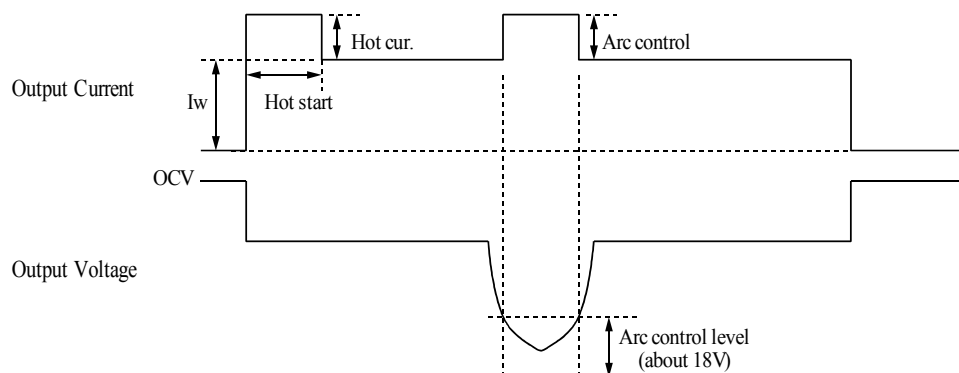 Hot cur.
Arc control
Output Current
Iw
Hot start
OCV
Output Voltage
Arc control level
(about 18V)